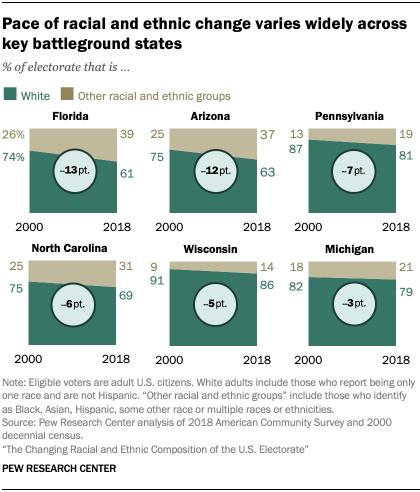 Pace of racial and ethnic change varies widely across
key battleground states
% of electorate that is ...
White Other racial and ethnic groups
Florida Arizona Pennsylvania
26% 39 25 37 13 19
74% 61 75 63 87 81
–13 pt. –12 pt. –7 pt.
2000 2018 2000 2018 2000 2018
North Carolina Wisconsin Michigan
25 31 9 14 18 21
75 69 91 86 82 79
–6 pt. –5 pt. –3 pt.
2000 2018 2000 2018 2000 2018
Note: Eligible voters are adult U.S. citizens. White adults include those who report being only
one race and are not Hispanic. “Other racial and ethnic groups” include those who identify
as Black, Asian, Hispanic, some other race or multiple races or ethnicities.
Source: Pew Research Center analysis of 2018 American Community Survey and 2000
decennial census.
“The Changing Racial and Ethnic Composition of the U.S. Electorate”
PEW RESEARCH CENTER